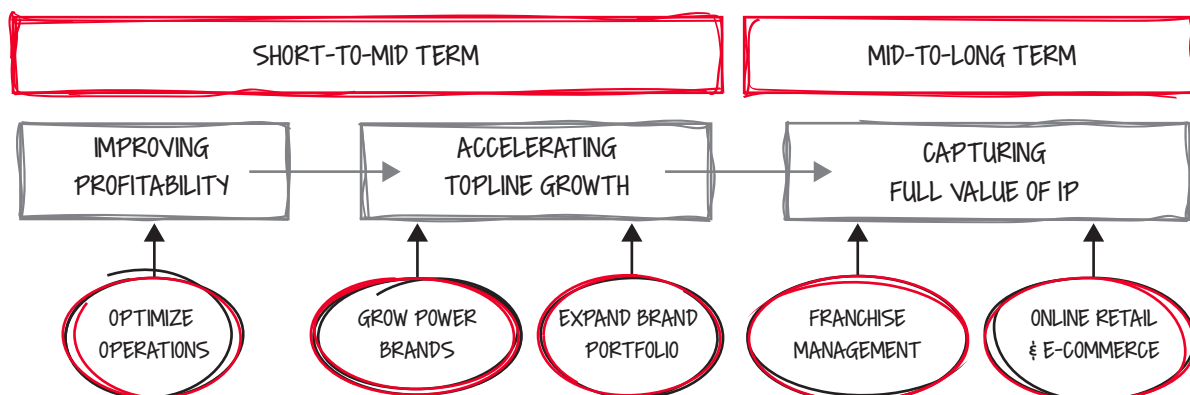 SHORT-TO-MID TERM
MID-TO-LONG TERM
IMPROVING
PROFITABILITY
ACCELERATING
TOPLINE GROWTH
CAPTURING
FULL VALUE OF IP
OPTIMIZE
OPERATIONS
GROW POWER
BRANDS
EXPAND BRAND
PORTFOLIO
FRANCHISE
MANAGEMENT
ONLINE RETAIL
& E-COMMERCE